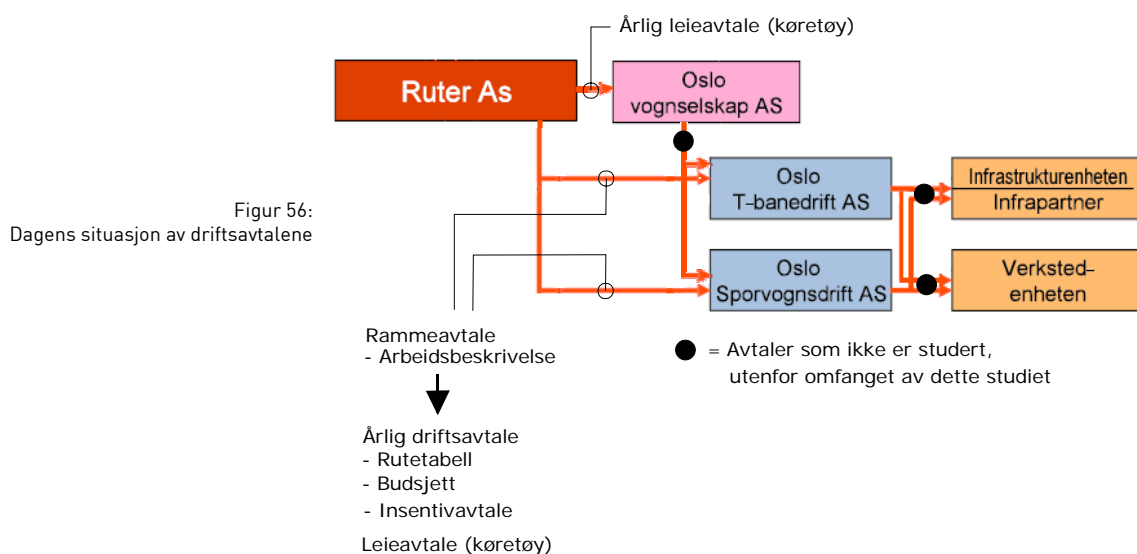 Årlig leieavtale (køretøy)
Ruter As
Oslo
vognselskap AS
Oslo
T-banedrift AS
Infrastrukturenheten
Infrapartner
Figur 56:
Dagens situasjon av driftsavtalene
Oslo
Sporvognsdrift AS
Verksted-
enheten
Rammeavtale
- Arbeidsbeskrivelse
= Avtaler som ikke er studert,
utenfor omfanget av dette studiet
Årlig driftsavtale
- Rutetabell
- Budsjett
- Insentivavtale
Leieavtale (køretøy)